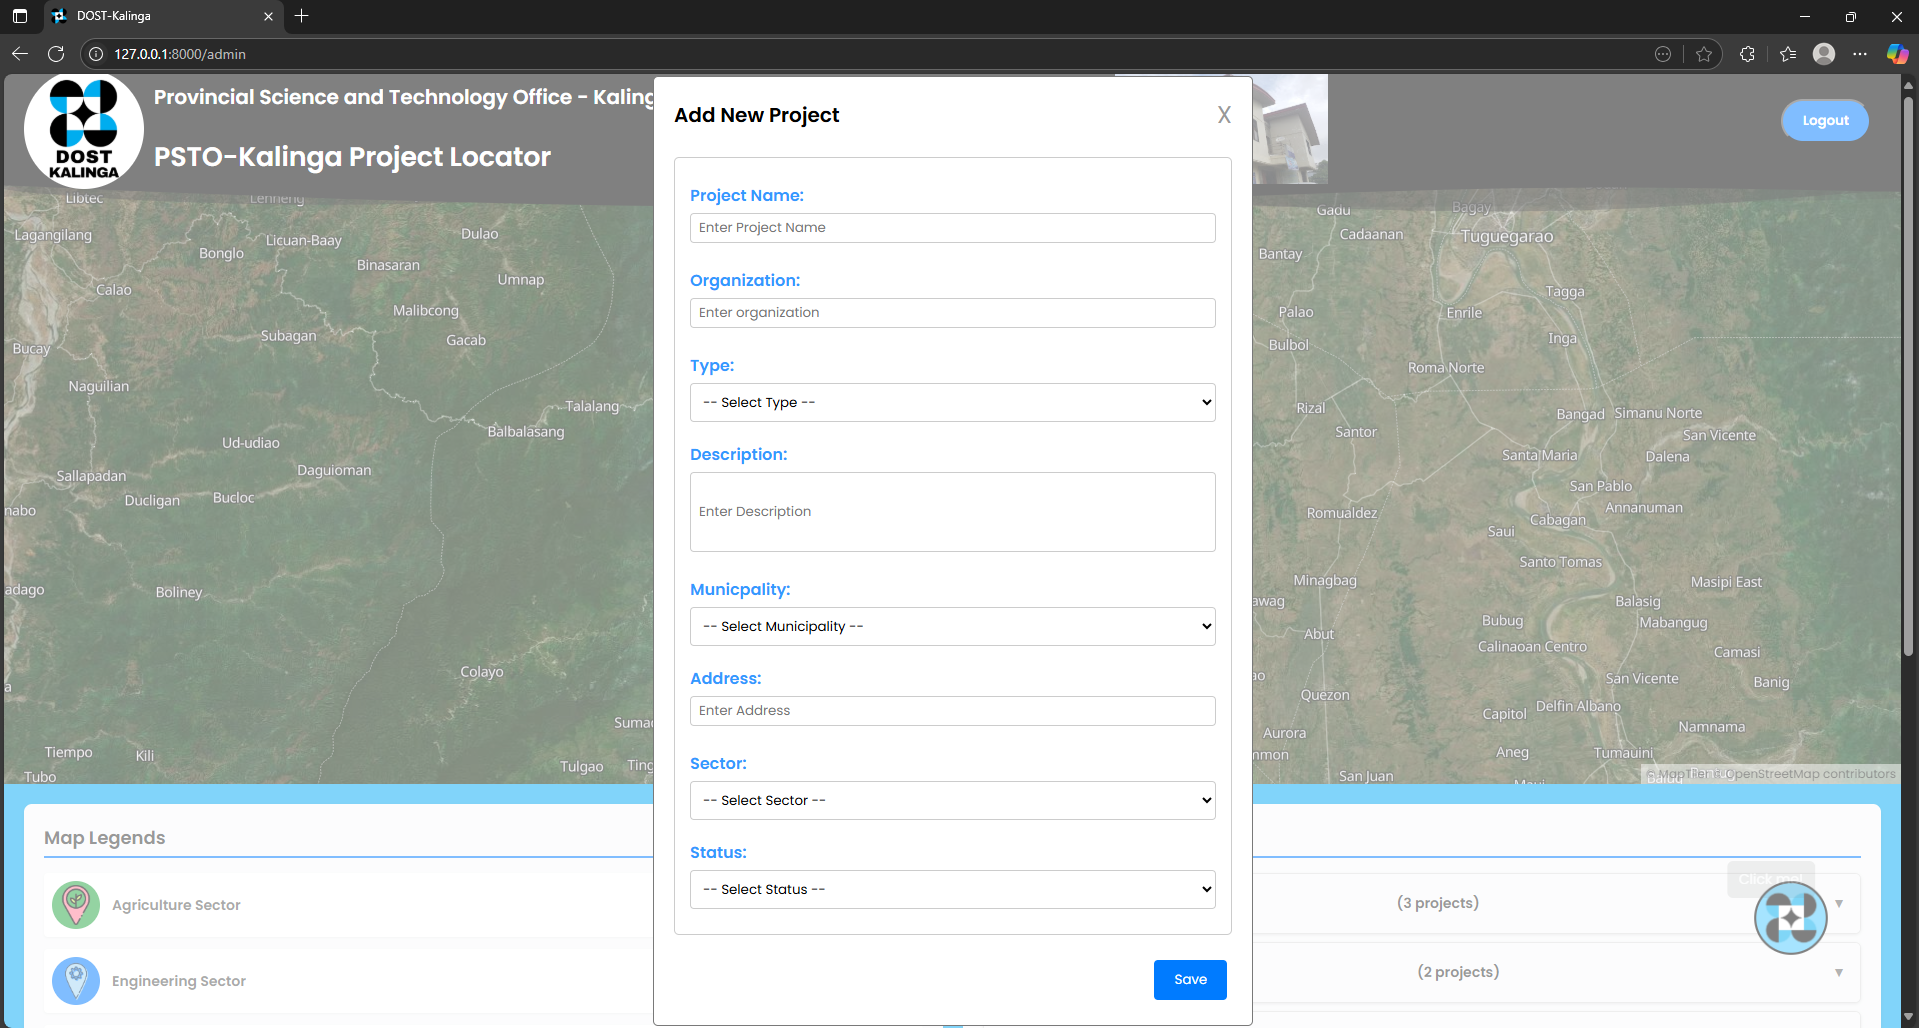 DOST-Kalinga
127.0.0.1:8000/admin
DOST
KALINGA
Provincial Science and Technology Office - Kaling
PSTO-Kalinga Project Locator
Logout
Add New Project
X
Project Name:
Enter Project Name
Organization:
Enter organization
Type:
-- Select Type --
Description:
Enter Description
Municpality:
-- Select Municipality --
Address:
Enter Address
Sector:
-- Select Sector --
Status:
-- Select Status --
Save
Libtec
Lenneng
Lagangilang
Bonglo
Licuan-Baay
Dulao
Binasaran
Umnap
Calao
Malibcong
Subagan
Gacab
Bucay
Naguilian
Talalang
Balbalasang
Ud-udiao
Daguioman
Sallapadan
Ducligan
Bucloc
nabo
adago
Boliney
Colayo
a
Sumad
Tiempo
Kili
Tulgao
Ting
Tubo
Gadu
Bagay
Cadaanan
Tuguegarao
Bantay
Tagga
Palao
Enrile
Bulbol
Inga
Roma Norte
Rizal
Bangad
Simanu Norte
Santor
San Vicente
Santa Maria
Dalena
San Pablo
Romualdez
Annanuman
Cabagan
Saui
Santo Tomas
Minagbag
Masipi East
awag
Balasig
Bubug
Mabangug
Abut
Calinaoan Centro
Camasi
ao
San Vicente
Banig
Quezon
Capitol
Delfin Albano
Namnama
Aurora
mmon
Aneg
Tumauini
San Juan
© MapTiler © OpenStreetMap contributors
Map Legends
Agriculture Sector
(3 projects)
Click me!
Engineering Sector
(2 projects)